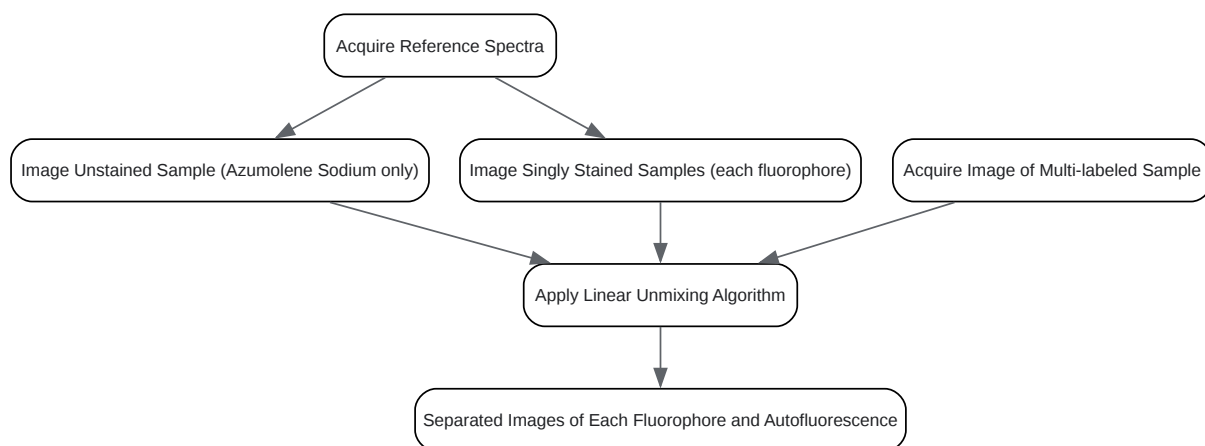 Acquire Reference Spectra
Image Unstained Sample (Azumolene Sodium only)
Image Singly Stained Samples (each fluorophore)
Acquire Image of Multi-labeled Sample
Apply Linear Unmixing Algorithm
Separated Images of Each Fluorophore and Autofluorescence